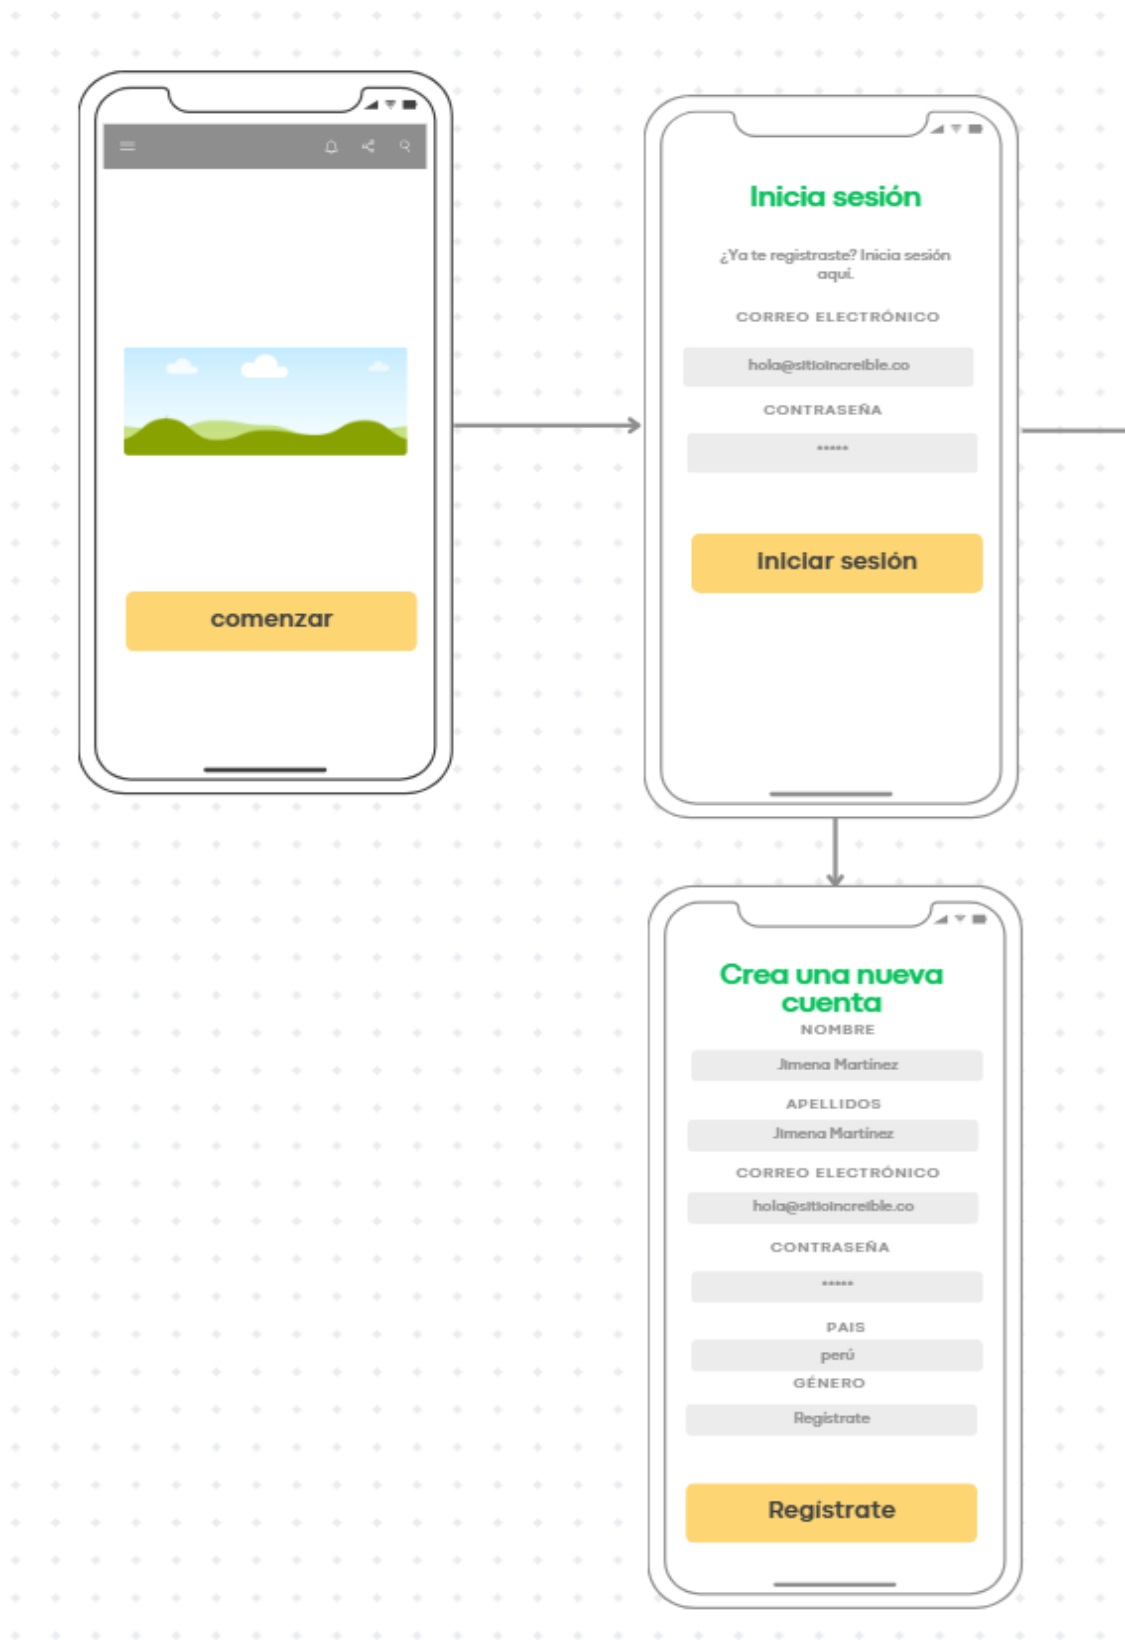 comenzar
Inicia sesión
¿Ya te registraste? Inicia sesión
aquí.
CORREO ELECTRÓNICO
hola@sitioincreible.co
CONTRASEÑA
*****
Iniciar sesión
Crea una nueva
cuenta
NOMBRE
Jimena Martínez
APELLIDOS
Jimena Martínez
CORREO ELECTRÓNICO
hola@sitioincreible.co
CONTRASEÑA
*****
PAIS
perú
GÉNERO
Regístrate
Regístrate